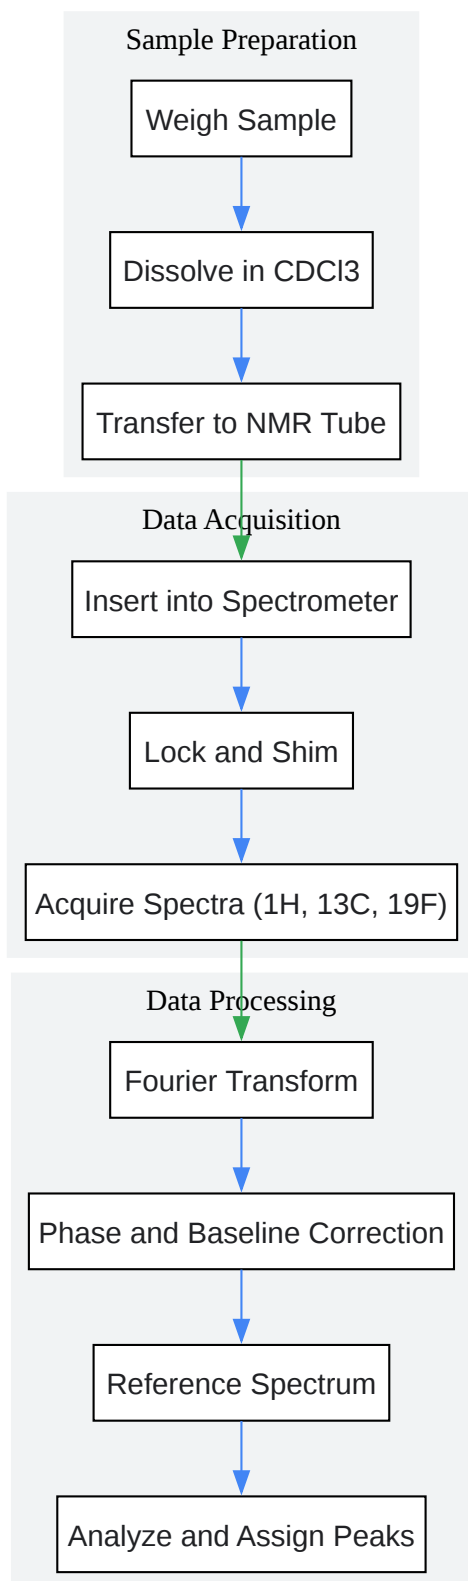 Sample Preparation
Weigh Sample
Dissolve in CDCl3
Transfer to NMR Tube
Data Acquisition
Insert into Spectrometer
Lock and Shim
Acquire Spectra (1H, 13C, 19F)
Data Processing
Fourier Transform
Phase and Baseline Correction
Reference Spectrum
Analyze and Assign Peaks